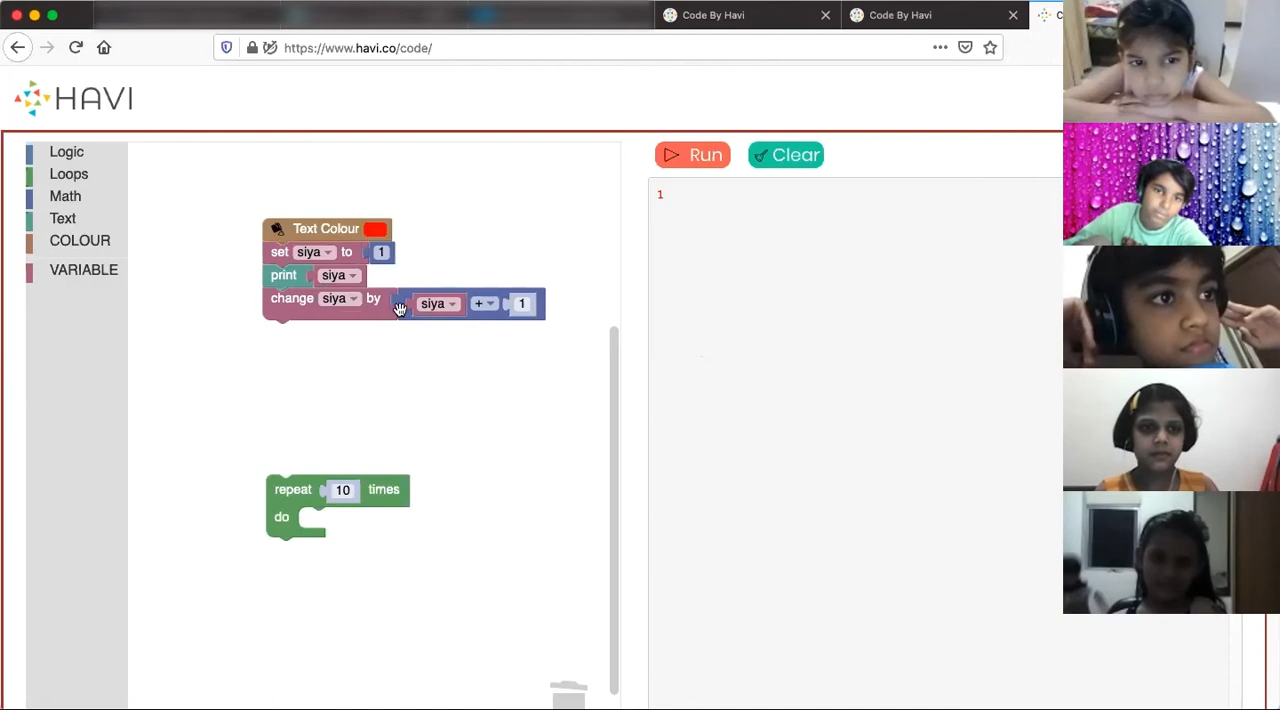 Code By Havi
Code By Havi
C
https://www.havi.co/code/
HAVI
Logic
Loops
Math
Text
COLOUR
VARIABLE
Text Colour
set siya to 1
print siya
change siya by siya + 1
repeat 10 times
do
Run
Clear
1